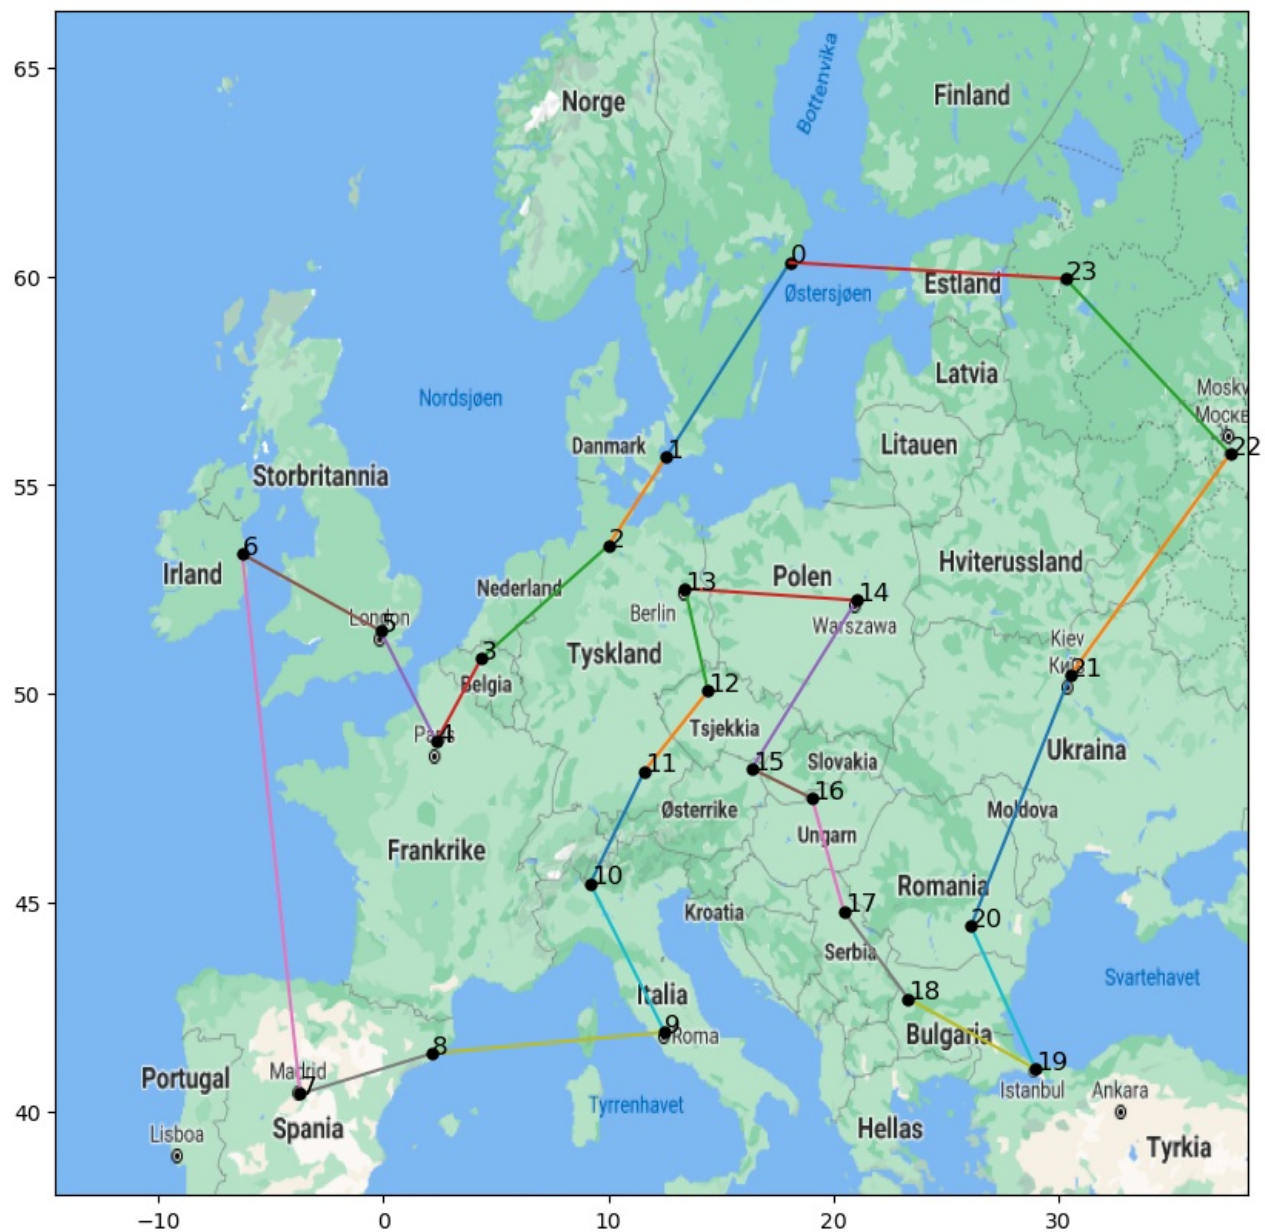 65
Norge
Finland
Bottenvika
60
0
23
Estland
Østersjøen
Latvia
Nordsjøen
Moskv
Москв
Danmark
1
Litauen
22
55
Storbritannia
2
6
Irland
Nederland
13
Polen
14
Hviterussland
London
5
Berlin
Warszawa
Kiev
3
Tyskland
21
50
Belgia
12
4
Tsjekkia
Ukraina
11
15
Slovakia
16
Østerrike
Moldova
Ungarn
Frankrike
10
Romania
45
17
Kroatia
20
Serbia
Svartehavet
18
Italia
9
Roma
Bulgaria
8
19
Madrid
7
Portugal
Istanbul
Ankara
40
Tyrrenhavet
Lisboa
Spania
Hellas
Tyrkia
−10
0
10
20
30